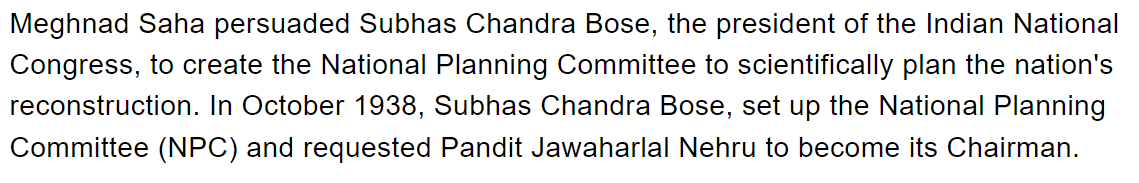 Meghnad Saha persuaded Subhas Chandra Bose, the president of the Indian National
Congress, to create the National Planning Committee to scientifically plan the nation's
reconstruction. In October 1938, Subhas Chandra Bose, set up the National Planning
Committee (NPC) and requested Pandit Jawaharlal Nehru to become its Chairman.